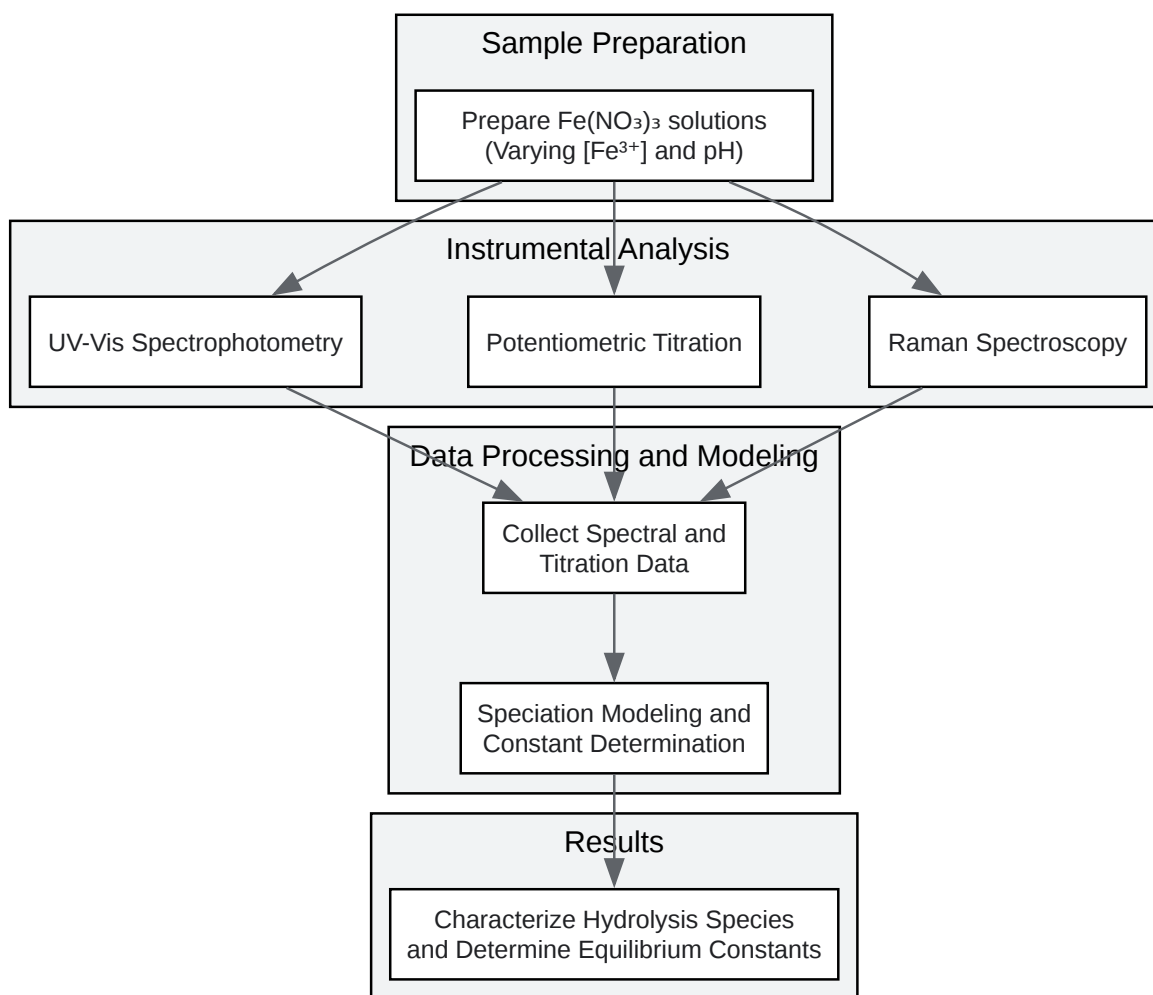 Sample Preparation
Prepare Fe(NO₃)₃ solutions
(Varying [Fe³⁺] and pH)
Instrumental Analysis
UV-Vis Spectrophotometry
Potentiometric Titration
Raman Spectroscopy
Data Processing and Modeling
Collect Spectral and
Titration Data
Speciation Modeling and
Constant Determination
Results
Characterize Hydrolysis Species
and Determine Equilibrium Constants